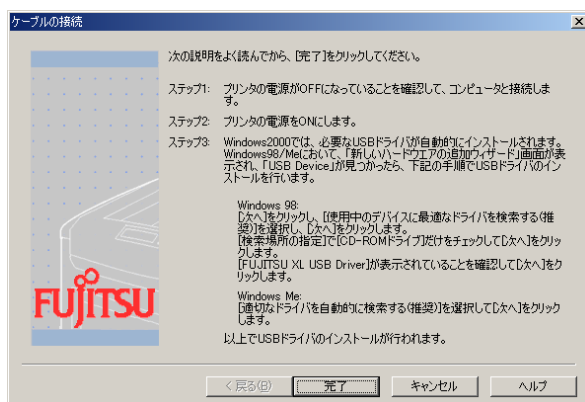 ケーブルの接続
次の説明をよく読んでから、[完了]をクリックしてください。
ステップ1: プリンタの電源がOFFになっていることを確認して、コンピュータと接続しま
す。
ステップ2: プリンタの電源をONにします。
ステップ3: Windows2000では、必要なUSBドライバが自動的にインストールされます。
Windows98/Meにおいて、「新しいハードウエアの追加ウィザード」画面が表
示され、「USB Device」が見つかったら、下記の手順でUSBドライバのイン
ストールを行います。
Windows 98:
[次へ]をクリックし、[使用中のデバイスに最適なドライバを検索する(推
奨)]を選択し、[次へ]をクリックします。
[検索場所の指定]で[CD-ROMドライブ]だけをチェックして[次へ]をクリッ
クします。
[FUJITSU XL USB Driver]が表示されていることを確認して[次へ]をク
リックします。
Windows Me:
[適切なドライバを自動的に検索する(推奨)]を選択して[次へ]をクリック
します。
以上でUSBドライバのインストールが行われます。
FUJITSU
< 戻る(B)
完了
キャンセル
ヘルプ